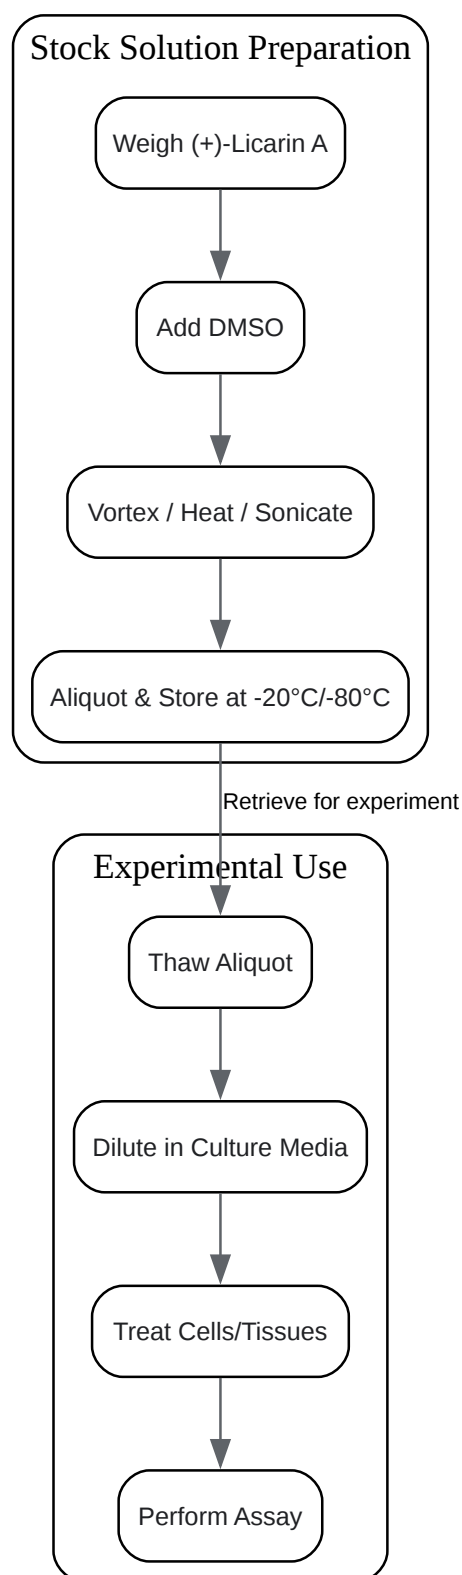 Stock Solution Preparation
Weigh (+)-Licarin A
Add DMSO
Vortex / Heat / Sonicate
Aliquot & Store at -20°C/-80°C
Retrieve for experiment
Experimental Use
Thaw Aliquot
Dilute in Culture Media
Treat Cells/Tissues
Perform Assay